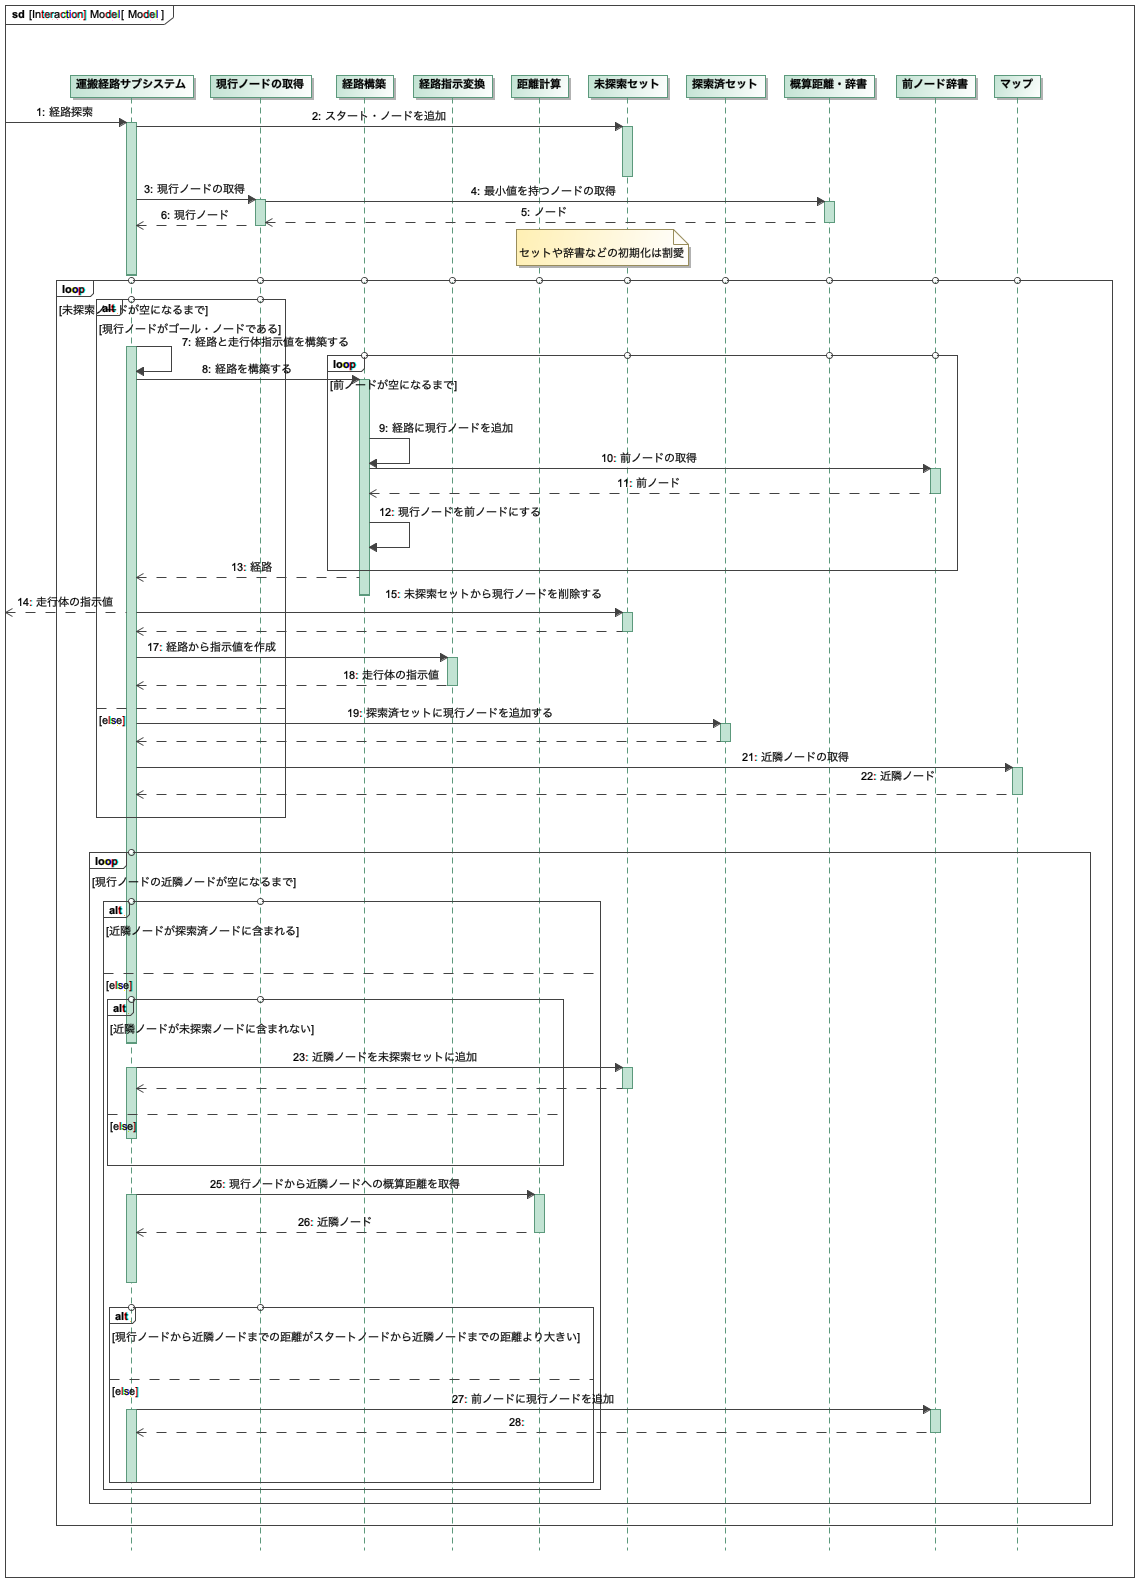 sd [Interaction] Model[ Model ]
運搬経路サブシステム
現行ノードの取得
経路構築
経路指示変換
距離計算
未探索セット
探索済セット
概算距離・辞書
前ノード辞書
マップ
1: 経路探索
2: スタート・ノードを追加
3: 現行ノードの取得
4: 最小値を持つノードの取得
5: ノード
6: 現行ノード
セットや辞書などの初期化は割愛
loop
[未探索ノードが空になるまで]
alt
[現行ノードがゴール・ノードである]
7: 経路と走行体指示値を構築する
8: 経路を構築する
loop
[前ノードが空になるまで]
9: 経路に現行ノードを追加
10: 前ノードの取得
11: 前ノード
12: 現行ノードを前ノードにする
13: 経路
14: 走行体の指示値
15: 未探索セットから現行ノードを削除する
17: 経路から指示値を作成
18: 走行体の指示値
[else]
19: 探索済セットに現行ノードを追加する
21: 近隣ノードの取得
22: 近隣ノード
loop
[現行ノードの近隣ノードが空になるまで]
alt
[近隣ノードが探索済ノードに含まれる]
[else]
alt
[近隣ノードが未探索ノードに含まれない]
23: 近隣ノードを未探索セットに追加
[else]
25: 現行ノードから近隣ノードへの概算距離を取得
26: 近隣ノード
alt
[現行ノードから近隣ノードまでの距離がスタートノードから近隣ノードまでの距離より大きい]
[else]
27: 前ノードに現行ノードを追加
28: